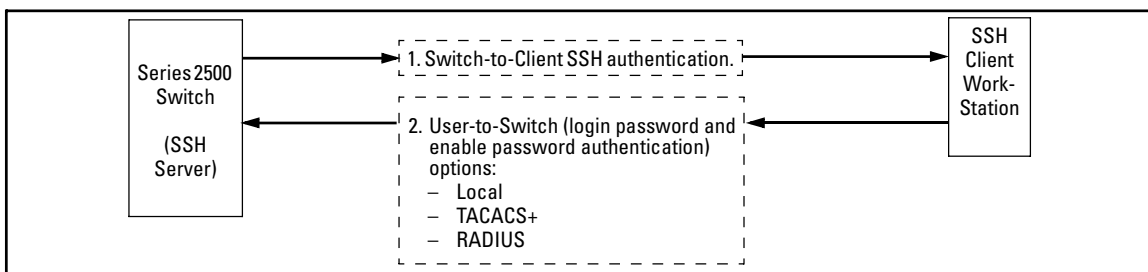 Series 2500
Switch
(SSH
Server)
1. Switch-to-Client SSH authentication.
2. User-to-Switch (login password and
enable password authentication)
options:
– Local
– TACACS+
– RADIUS
SSH
Client
Work-
Station